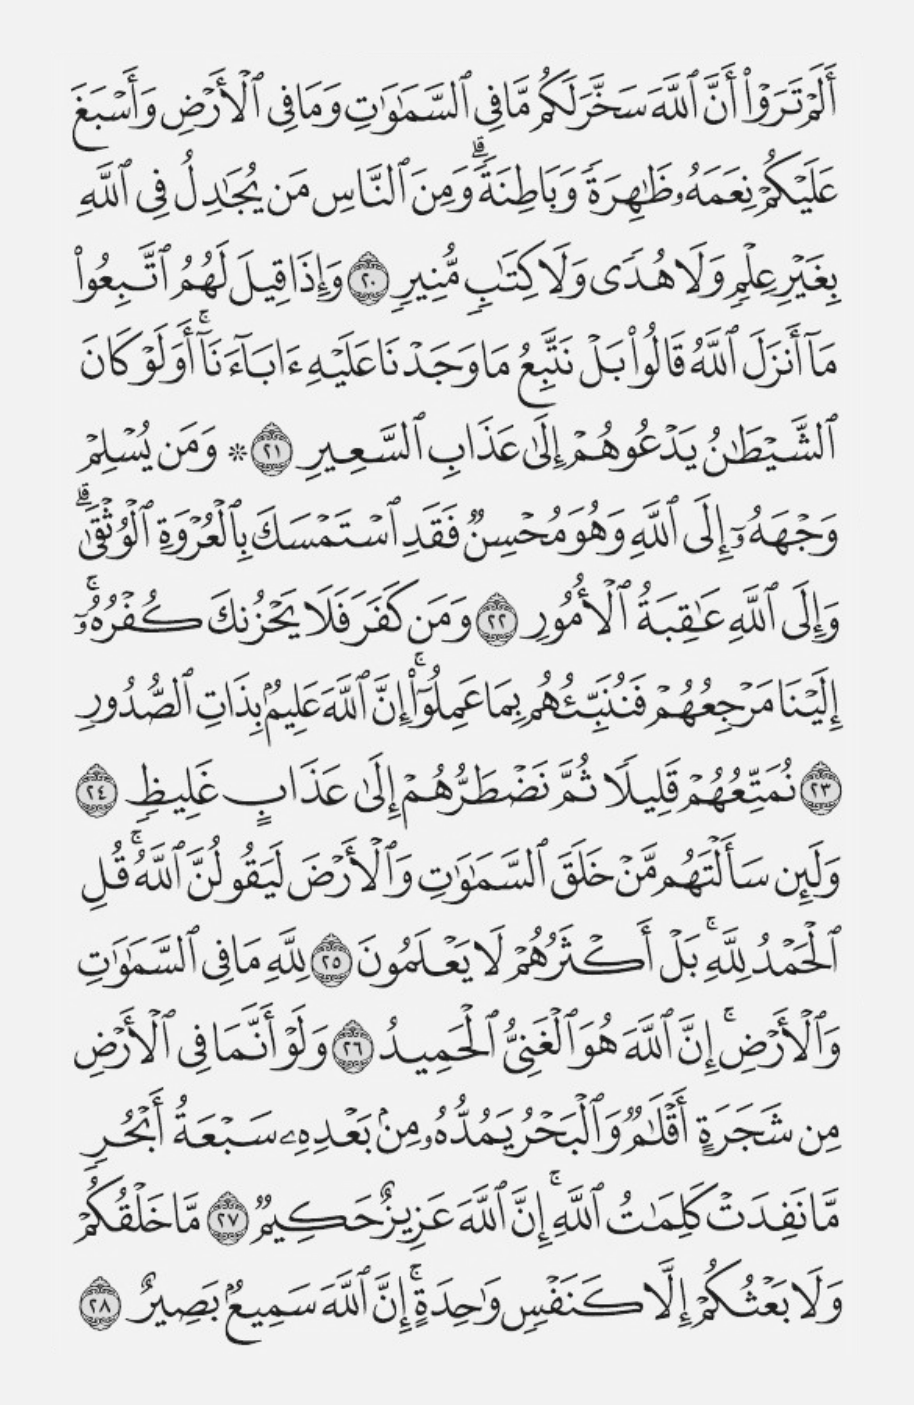 أَلَمْ تَرَوْا۟ أَنَّ ٱللَّهَ سَخَّرَ لَكُم مَّا فِى ٱلسَّمَٰوَٰتِ وَمَا فِى ٱلْأَرْضِ وَأَسْبَغَ
عَلَيْكُمْ نِعَمَهُۥ ظَٰهِرَةً وَبَاطِنَةً ۗ وَمِنَ ٱلنَّاسِ مَن يُجَٰدِلُ فِى ٱللَّهِ
بِغَيْرِ عِلْمٍ وَلَا هُدًى وَلَا كِتَٰبٍ مُّنِيرٍ ٢٠ وَإِذَا قِيلَ لَهُمُ ٱتَّبِعُوا۟
مَآ أَنزَلَ ٱللَّهُ قَالُوا۟ بَلْ نَتَّبِعُ مَا وَجَدْنَا عَلَيْهِ ءَابَآءَنَآ ۚ أَوَلَوْ كَانَ
ٱلشَّيْطَٰنُ يَدْعُوهُمْ إِلَىٰ عَذَابِ ٱلسَّعِيرِ ٢١ * وَمَن يُسْلِمْ
وَجْهَهُۥٓ إِلَى ٱللَّهِ وَهُوَ مُحْسِنٌ فَقَدِ ٱسْتَمْسَكَ بِٱلْعُرْوَةِ ٱلْوُثْقَىٰ ۗ
وَإِلَى ٱللَّهِ عَٰقِبَةُ ٱلْأُمُورِ ٢٢ وَمَن كَفَرَ فَلَا يَحْزُنكَ كُفْرُهُۥٓ ۚ
إِلَيْنَا مَرْجِعُهُمْ فَنُنَبِّئُهُم بِمَا عَمِلُوٓا۟ ۚ إِنَّ ٱللَّهَ عَلِيمٌۢ بِذَاتِ ٱلصُّدُورِ
٢٣ نُمَتِّعُهُمْ قَلِيلًا ثُمَّ نَضْطَرُّهُمْ إِلَىٰ عَذَابٍ غَلِيظٍ ٢٤
وَلَئِن سَأَلْتَهُم مَّنْ خَلَقَ ٱلسَّمَٰوَٰتِ وَٱلْأَرْضَ لَيَقُولُنَّ ٱللَّهُ ۚ قُلِ
ٱلْحَمْدُ لِلَّهِ ۚ بَلْ أَكْثَرُهُمْ لَا يَعْلَمُونَ ٢٥ لِلَّهِ مَا فِى ٱلسَّمَٰوَٰتِ
وَٱلْأَرْضِ ۚ إِنَّ ٱللَّهَ هُوَ ٱلْغَنِىُّ ٱلْحَمِيدُ ٢٦ وَلَوْ أَنَّمَا فِى ٱلْأَرْضِ
مِن شَجَرَةٍ أَقْلَٰمٌ وَٱلْبَحْرُ يَمُدُّهُۥ مِنۢ بَعْدِهِۦ سَبْعَةُ أَبْحُرٍ
مَّا نَفِدَتْ كَلِمَٰتُ ٱللَّهِ ۗ إِنَّ ٱللَّهَ عَزِيزٌ حَكِيمٌ ٢٧ مَّا خَلْقُكُمْ
وَلَا بَعْثُكُمْ إِلَّا كَنَفْسٍ وَٰحِدَةٍ ۗ إِنَّ ٱللَّهَ سَمِيعٌۢ بَصِيرٌ ٢٨